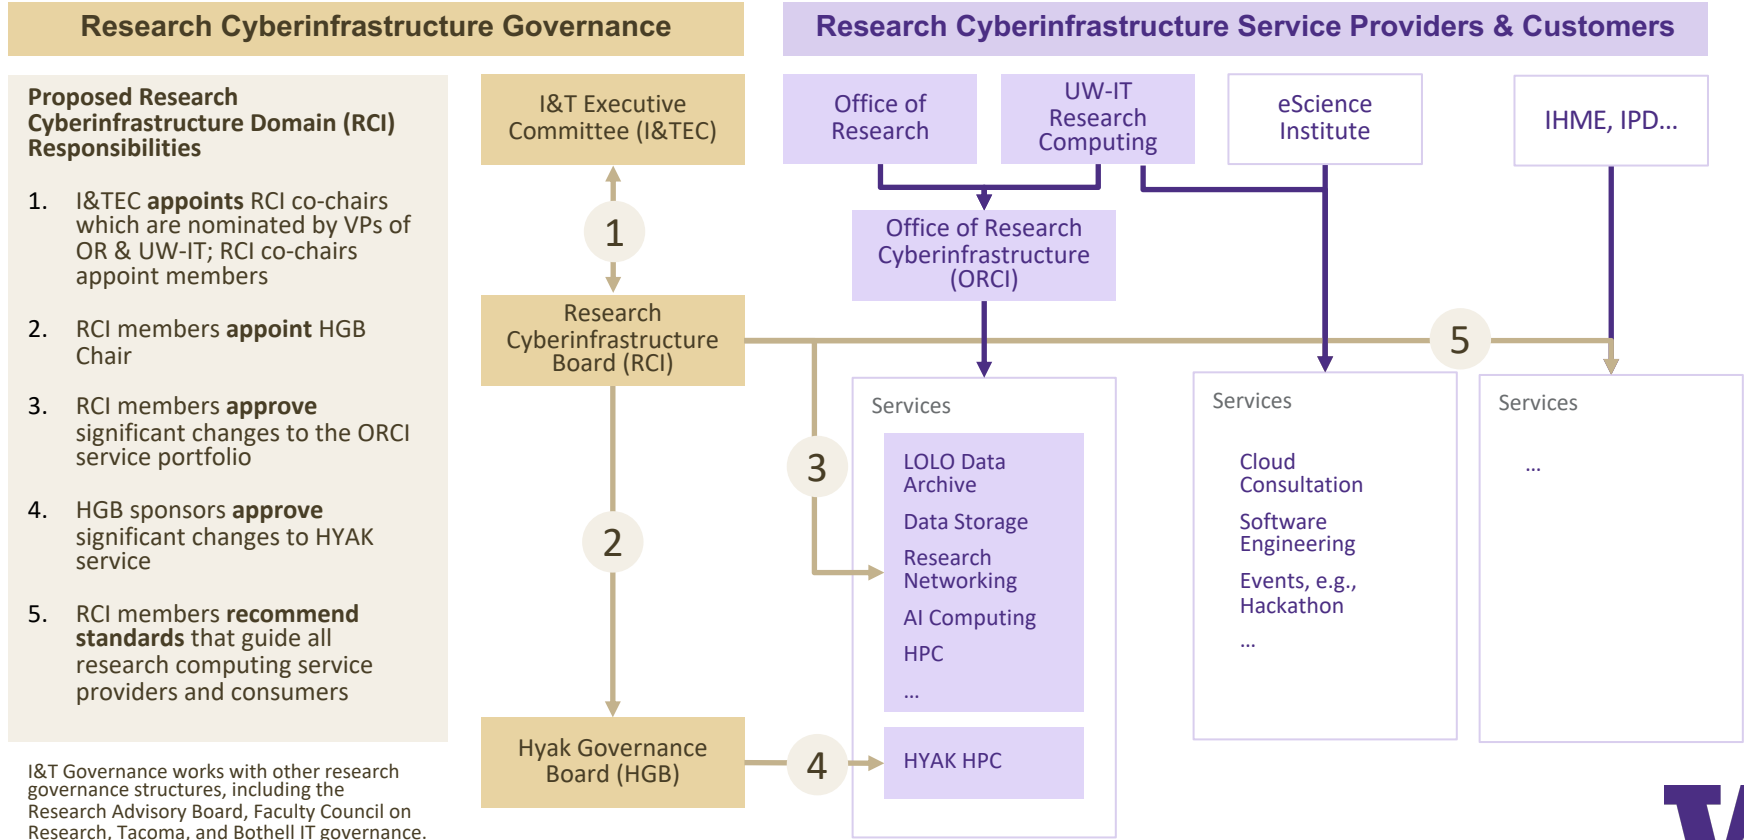 Research Cyberinfrastructure Governance
Research Cyberinfrastructure Service Providers & Customers
Proposed Research
Cyberinfrastructure Domain (RCI)
Responsibilities
1. I&TEC appoints RCI co-chairs
which are nominated by VPs of
OR & UW-IT; RCI co-chairs
appoint members
2. RCI members appoint HGB
Chair
3. RCI members approve
significant changes to the ORCI
service portfolio
4. HGB sponsors approve
significant changes to HYAK
service
5. RCI members recommend
standards that guide all
research computing service
providers and consumers
I&T Governance works with other research
governance structures, including the
Research Advisory Board, Faculty Council on
Research, Tacoma, and Bothell IT governance.
I&T Executive
Committee (I&TEC)
1
Research
Cyberinfrastructure
Board (RCI)
2
Hyak Governance
Board (HGB)
3
4
5
Office of
Research
UW-IT
Research
Computing
eScience
Institute
IHME, IPD...
Office of Research
Cyberinfrastructure
(ORCI)
Services
LOLO Data
Archive
Data Storage
Research
Networking
AI Computing
HPC
...
HYAK HPC
Services
Cloud
Consultation
Software
Engineering
Events, e.g.,
Hackathon
...
Services
...